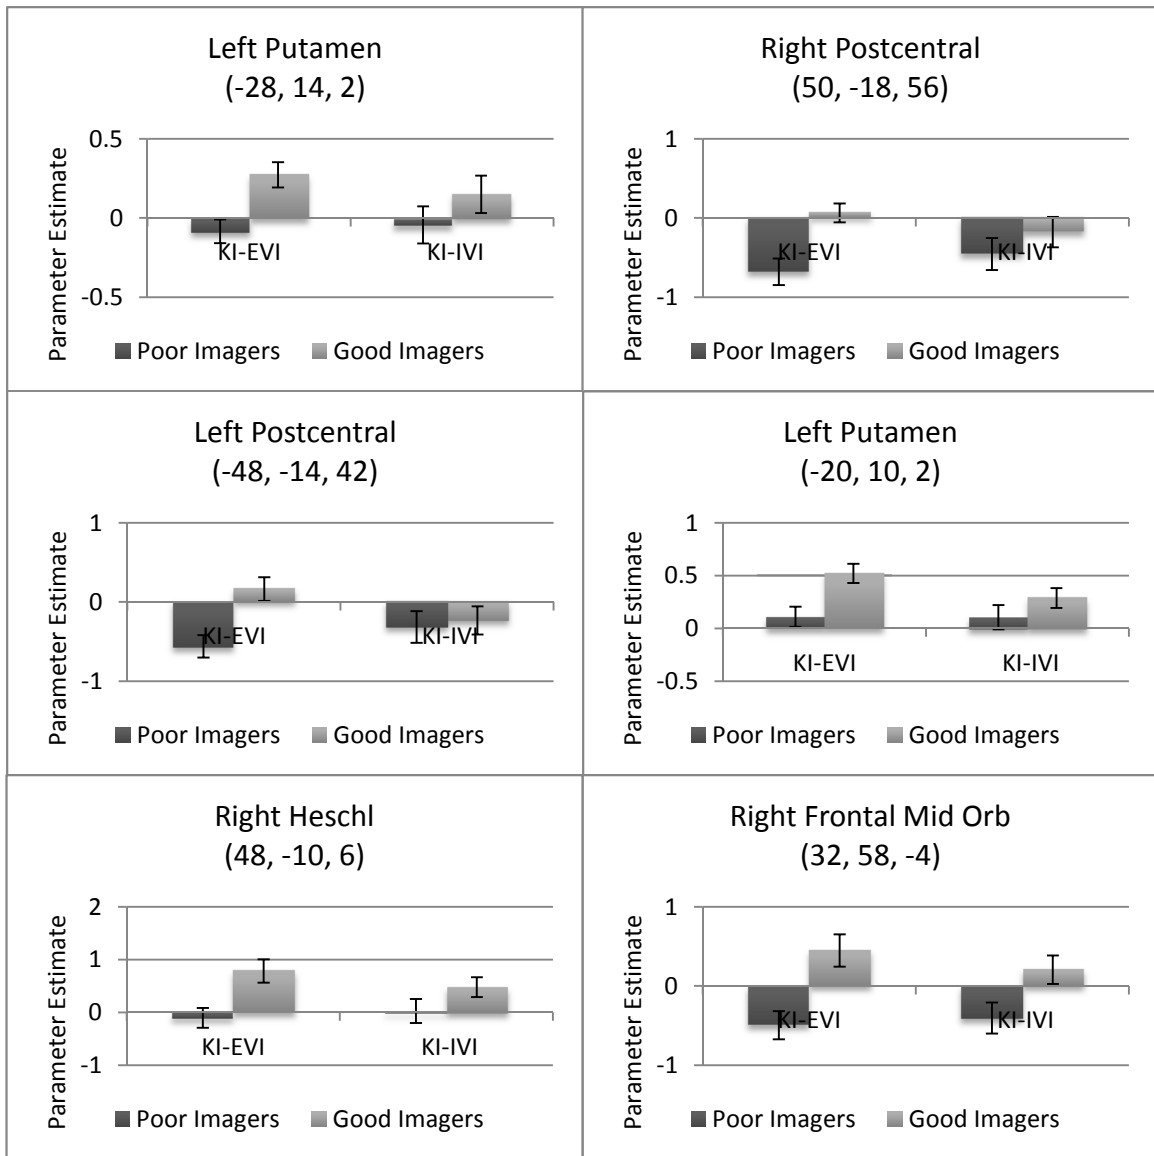 Left Putamen
(-28, 14, 2)
Parameter Estimate
0.5
0
-0.5
KI-EVI
KI-IVI
Poor Imagers
Good Imagers
Right Postcentral
(50, -18, 56)
Parameter Estimate
1
0
-1
KI-EVI
KI-IVI
Poor Imagers
Good Imagers
Left Postcentral
(-48, -14, 42)
Parameter Estimate
1
0
-1
KI-EVI
KI-IVI
Poor Imagers
Good Imagers
Left Putamen
(-20, 10, 2)
Parameter Estimate
1
0.5
0
-0.5
KI-EVI
KI-IVI
Poor Imagers
Good Imagers
Right Heschl
(48, -10, 6)
Parameter Estimate
2
1
0
-1
KI-EVI
KI-IVI
Poor Imagers
Good Imagers
Right Frontal Mid Orb
(32, 58, -4)
Parameter Estimate
1
0
-1
KI-EVI
KI-IVI
Poor Imagers
Good Imagers